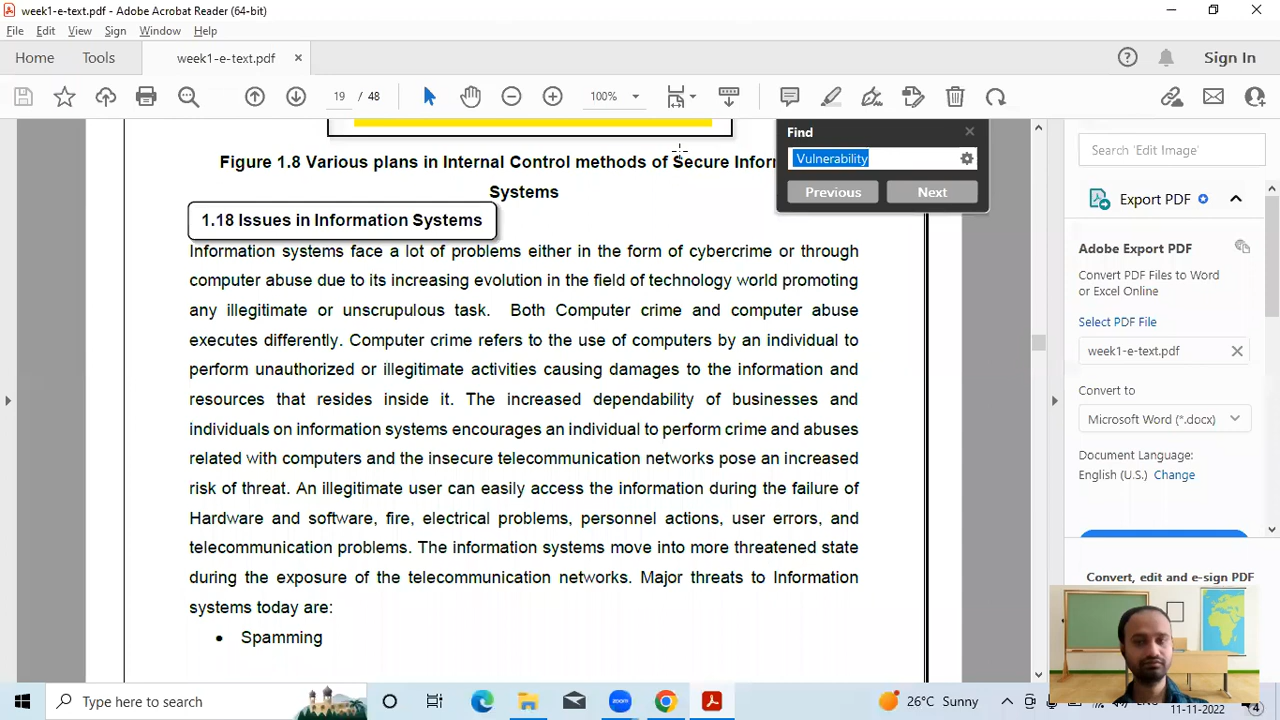 week1-e-text.pdf - Adobe Acrobat Reader (64-bit)
File Edit View Sign Window Help
Home Tools week1-e-text.pdf × Sign In
19 / 48 100%
Find
Vulnerability
Previous Next
Figure 1.8 Various plans in Internal Control methods of Secure Infor
Systems
1.18 Issues in Information Systems
Information systems face a lot of problems either in the form of cybercrime or through
computer abuse due to its increasing evolution in the field of technology world promoting
any illegitimate or unscrupulous task. Both Computer crime and computer abuse
executes differently. Computer crime refers to the use of computers by an individual to
perform unauthorized or illegitimate activities causing damages to the information and
resources that resides inside it. The increased dependability of businesses and
individuals on information systems encourages an individual to perform crime and abuses
related with computers and the insecure telecommunication networks pose an increased
risk of threat. An illegitimate user can easily access the information during the failure of
Hardware and software, fire, electrical problems, personnel actions, user errors, and
telecommunication problems. The information systems move into more threatened state
during the exposure of the telecommunication networks. Major threats to Information
systems today are:
• Spamming
Search 'Edit Image'
Export PDF
Adobe Export PDF
Convert PDF Files to Word
or Excel Online
Select PDF File
week1-e-text.pdf
Convert to
Microsoft Word (*.docx)
Document Language:
English (U.S.) Change
Convert, edit and e-sign PDF
Type here to search
26°C Sunny
11-11-2022
4